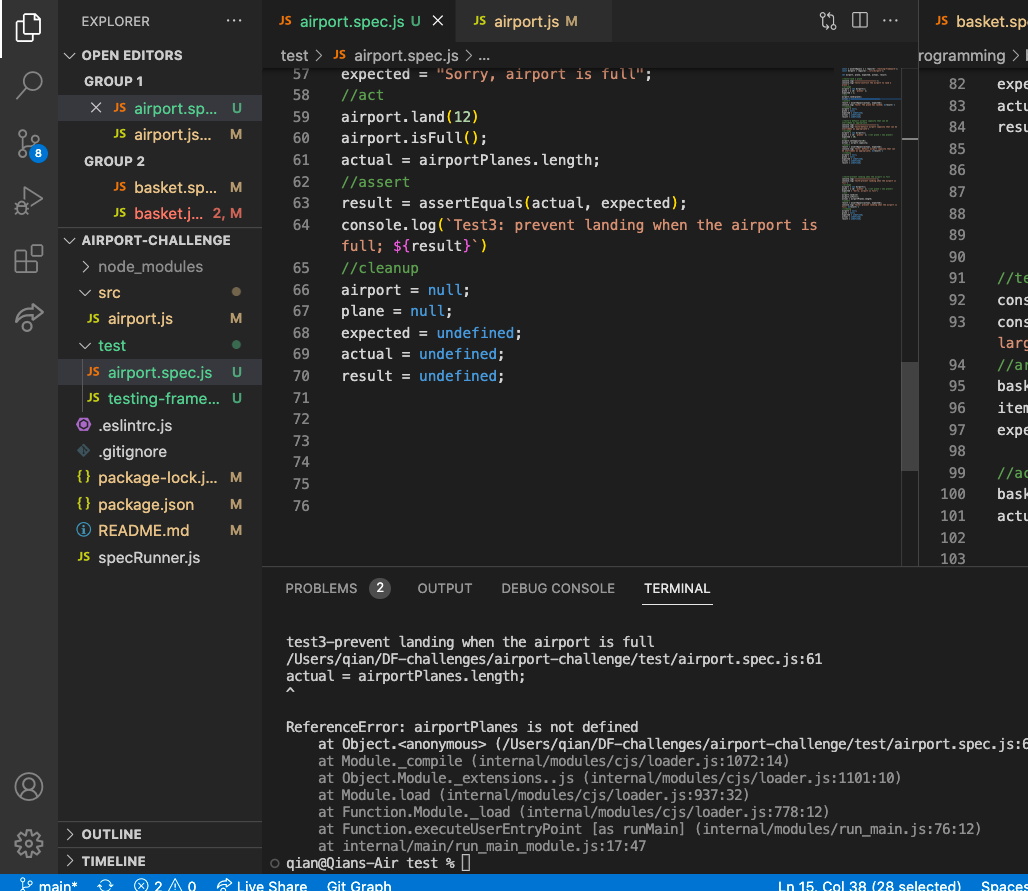 EXPLORER
OPEN EDITORS
GROUP 1
JS airport.sp... U
JS airport.js... M
GROUP 2
JS basket.sp... M
JS basket.j... 2, M
AIRPORT-CHALLENGE
node_modules
src
JS airport.js M
test
JS airport.spec.js U
JS testing-frame... U
.eslintrc.js
.gitignore
{} package-lock.j... M
{} package.json M
README.md M
JS specRunner.js
OUTLINE
TIMELINE
8
JS airport.spec.js U
JS airport.js M
test > JS airport.spec.js > ...
57 expected = "Sorry, airport is full";
58 //act
59 airport.land(12)
60 airport.isFull();
61 actual = airportPlanes.length;
62 //assert
63 result = assertEquals(actual, expected);
64 console.log(`Test3: prevent landing when the airport is
full; ${result}`)
65 //cleanup
66 airport = null;
67 plane = null;
68 expected = undefined;
69 actual = undefined;
70 result = undefined;
71
72
73
74
75
76
JS basket.sp
rogramming >
82 expe
83 actu
84 resu
85
86
87
88
89
90
91 //te
92 cons
93 cons
larg
94 //ar
95 bask
96 item
97 expe
98
99 //ac
100 bask
101 actu
102
103
PROBLEMS 2 OUTPUT DEBUG CONSOLE TERMINAL
test3-prevent landing when the airport is full
/Users/qian/DF-challenges/airport-challenge/test/airport.spec.js:61
actual = airportPlanes.length;
^
ReferenceError: airportPlanes is not defined
at Object.<anonymous> (/Users/qian/DF-challenges/airport-challenge/test/airport.spec.js:6
at Module._compile (internal/modules/cjs/loader.js:1072:14)
at Object.Module._extensions..js (internal/modules/cjs/loader.js:1101:10)
at Module.load (internal/modules/cjs/loader.js:937:32)
at Function.Module._load (internal/modules/cjs/loader.js:778:12)
at Function.executeUserEntryPoint [as runMain] (internal/modules/run_main.js:76:12)
at internal/main/run_main_module.js:17:47
qian@Qians-Air test %
main* 2 0 Live Share Git Graph Ln 15, Col 38 (28 selected) Spaces